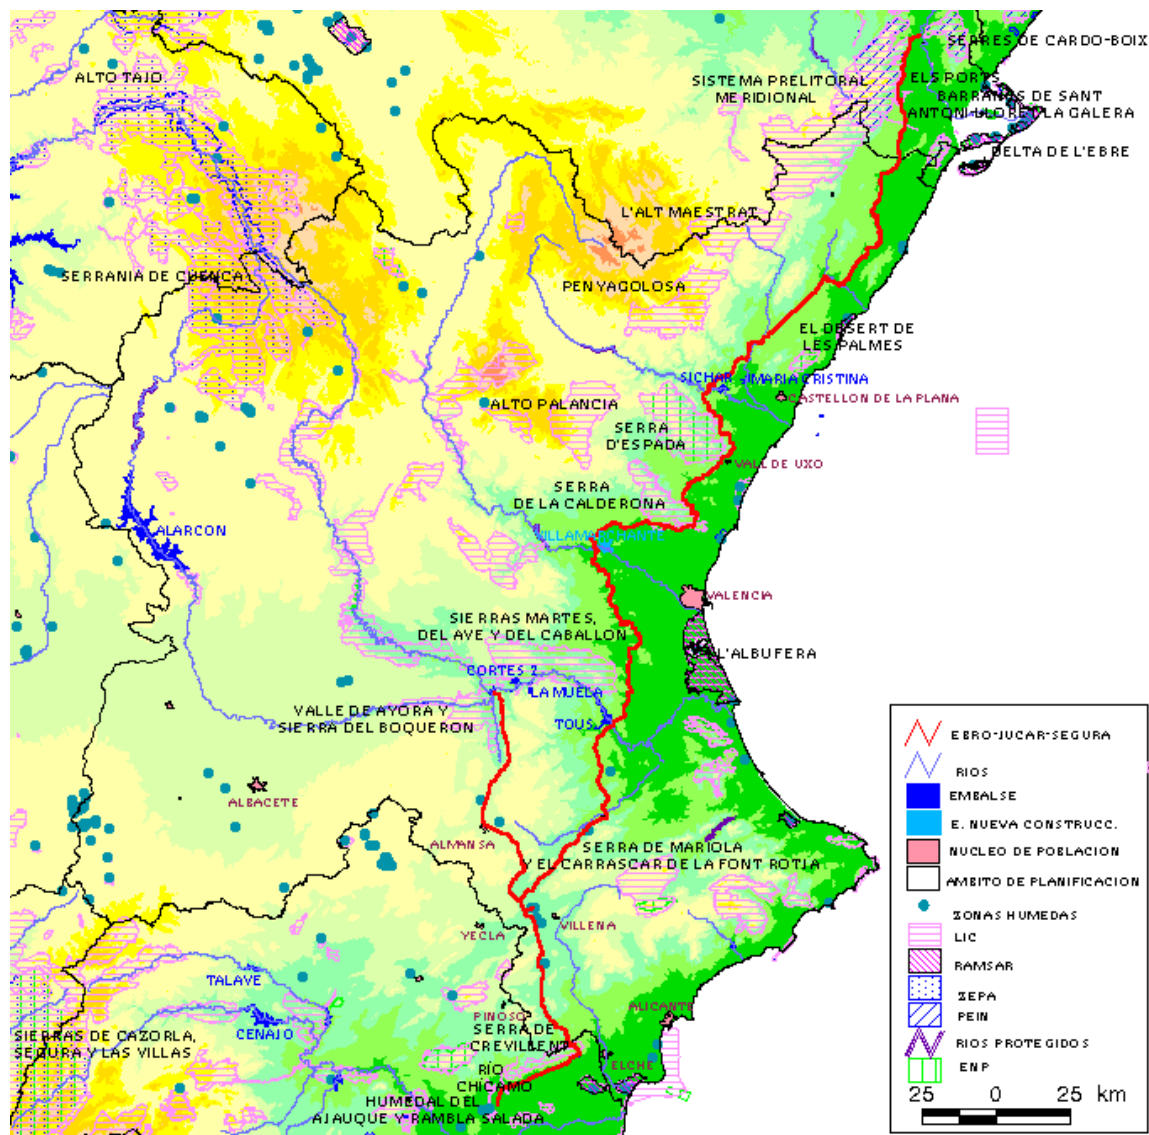 SERRES DE CARDO-BOIX
ALTO TAJO
SISTEMA PRELITORAL
MERIDIONAL
ELS PORTS
BARRANCS DE SANT
ANTONI-LLORET-LA GALERA
DELTA DE L'EBRE
L'ALT MAESTRAT
SERRANIA DE CUENCA
PENYAGOLOSA
EL DESERT DE
LES PALMES
SICHAR
MARIA CRISTINA
CASTELLON DE LA PLANA
ALTO PALANCIA
SERRA
D'ESPADA
VALL DE UXO
SERRA
DE LA CALDERONA
ALARCON
VILLAMARCHANTE
VALENCIA
SIERRAS MARTES,
DEL AVE Y DEL CABALLON
L'ALBUFERA
CORTES 2
LA MUELA
VALLE DE AYORA Y
SIERRA DEL BOQUERON
TOUS
ALBACETE
ALMANSA
SERRA DE MARIOLA
Y EL CARRASCAR DE LA FONT ROTJA
VILLENA
YECLA
TALAVE
CENAJO
PINOSO
ALICANTE
SIERRAS DE CAZORLA,
SEGURA Y LAS VILLAS
SERRA DE
CREVILLENT
ELCHE
RÍO
CHÍCAMO
HUMEDAL DEL
AJAUQUE Y RAMBLA SALADA
EBRO-JUCAR-SEGURA
RIOS
EMBALSE
E. NUEVA CONSTRUCC.
NUCLEO DE POBLACION
AMBITO DE PLANIFICACION
ZONAS HUMEDAS
LIC
RAMSAR
ZEPA
PEIN
RIOS PROTEGIDOS
ENP
25 0 25 km